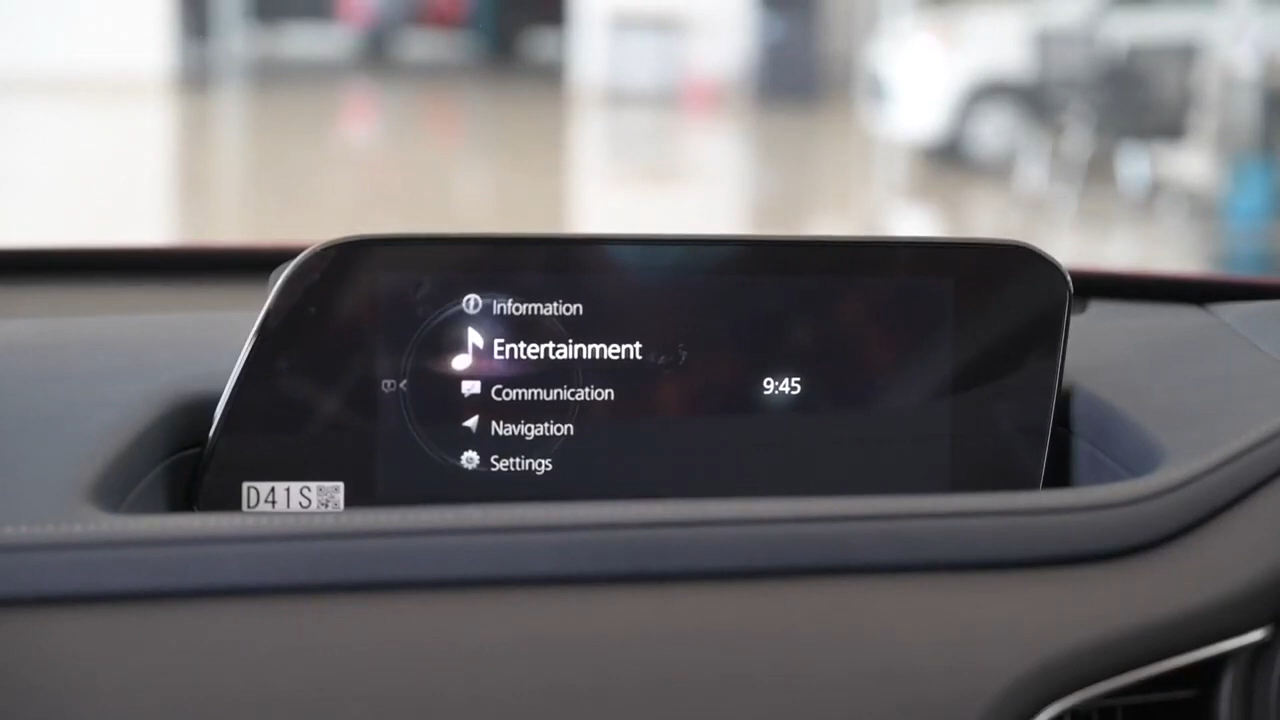 Information
Entertainment
Communication
9:45
Navigation
Settings
D41S